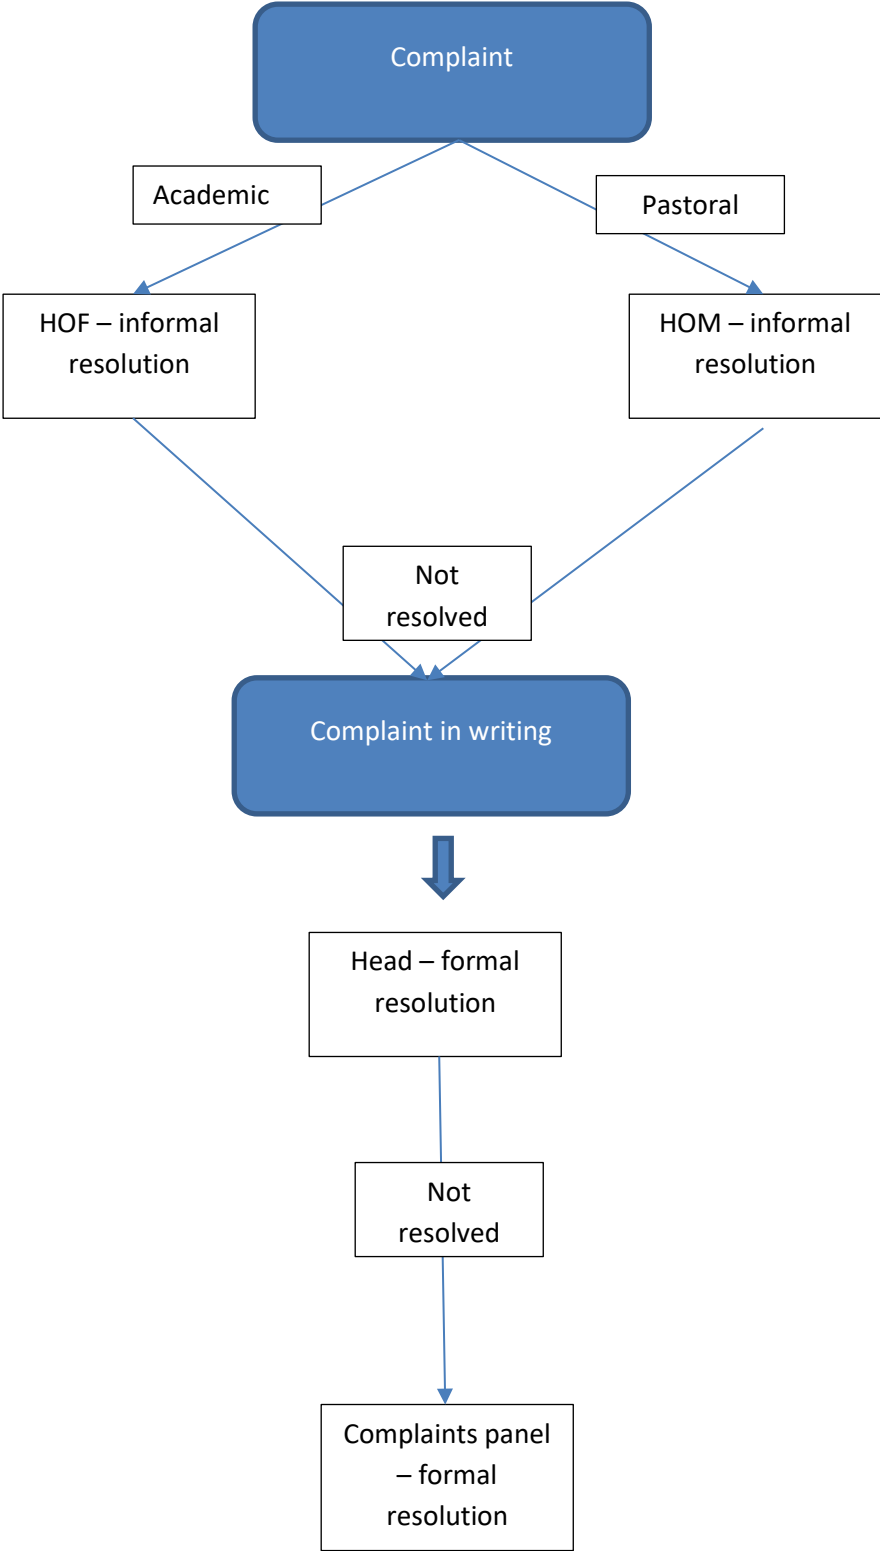 Complaint
Academic
Pastoral
HOF – informal
resolution
HOM – informal
resolution
Not
resolved
Complaint in writing
Head – formal
resolution
Not
resolved
Complaints panel
– formal
resolution